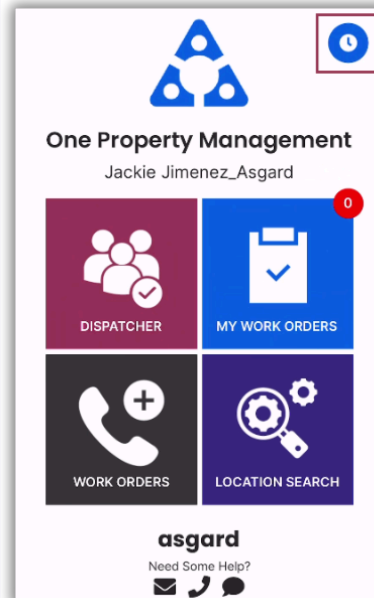 One Property Management
Jackie Jimenez_Asgard
0
DISPATCHER
MY WORK ORDERS
WORK ORDERS
LOCATION SEARCH
asgard
Need Some Help?